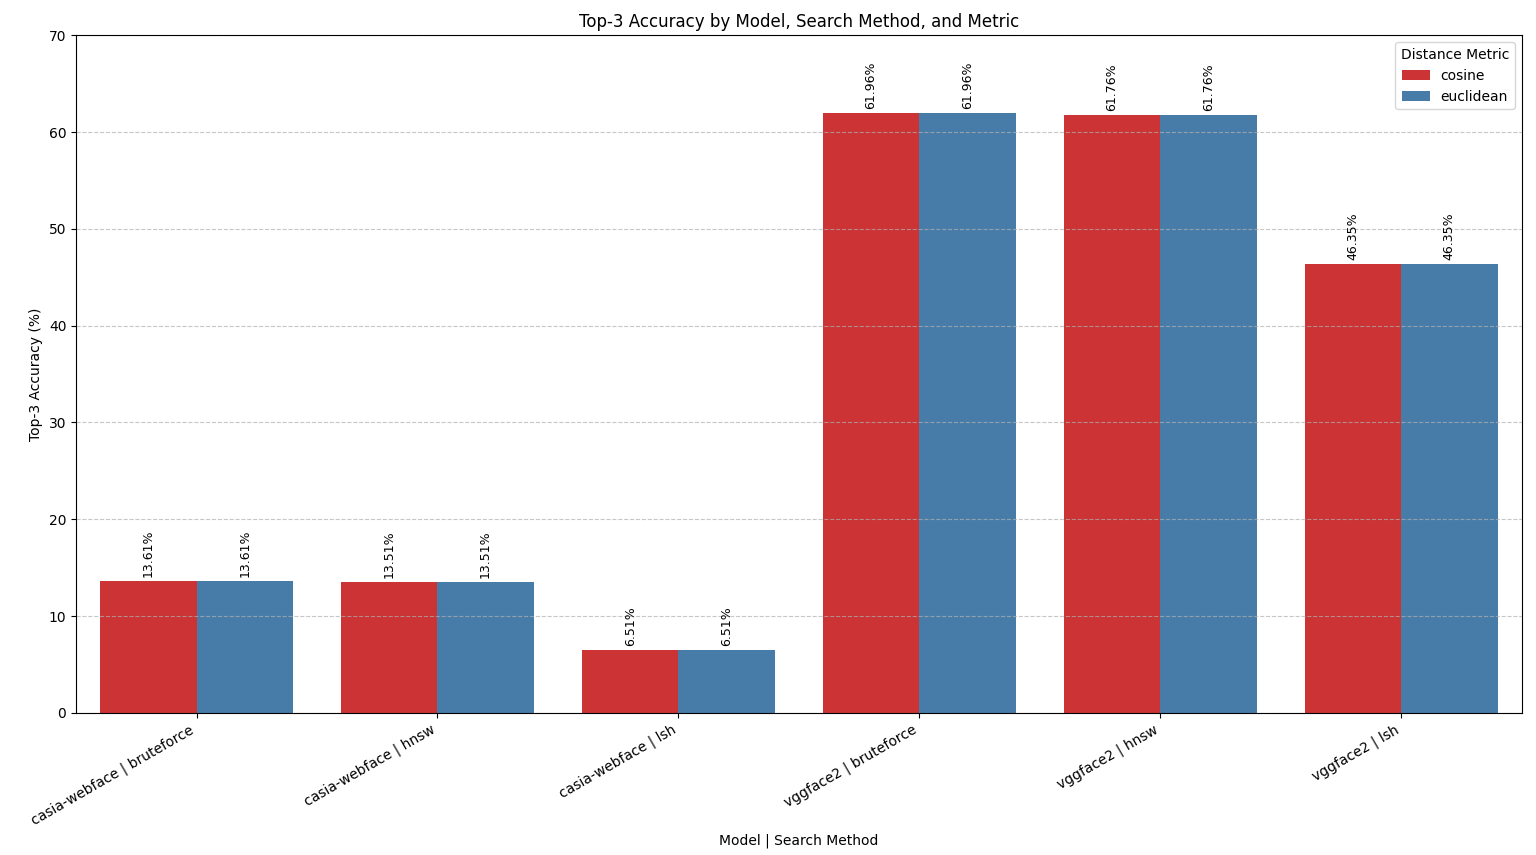 Top-3 Accuracy by Model, Search Method, and Metric
Distance Metric
cosine
euclidean
Top-3 Accuracy (%)
70
60
50
40
30
20
10
0
13.61%
13.61%
13.51%
13.51%
6.51%
6.51%
61.96%
61.96%
61.76%
61.76%
46.35%
46.35%
casia-webface | bruteforce
casia-webface | hnsw
casia-webface | lsh
vggface2 | bruteforce
vggface2 | hnsw
vggface2 | lsh
Model | Search Method